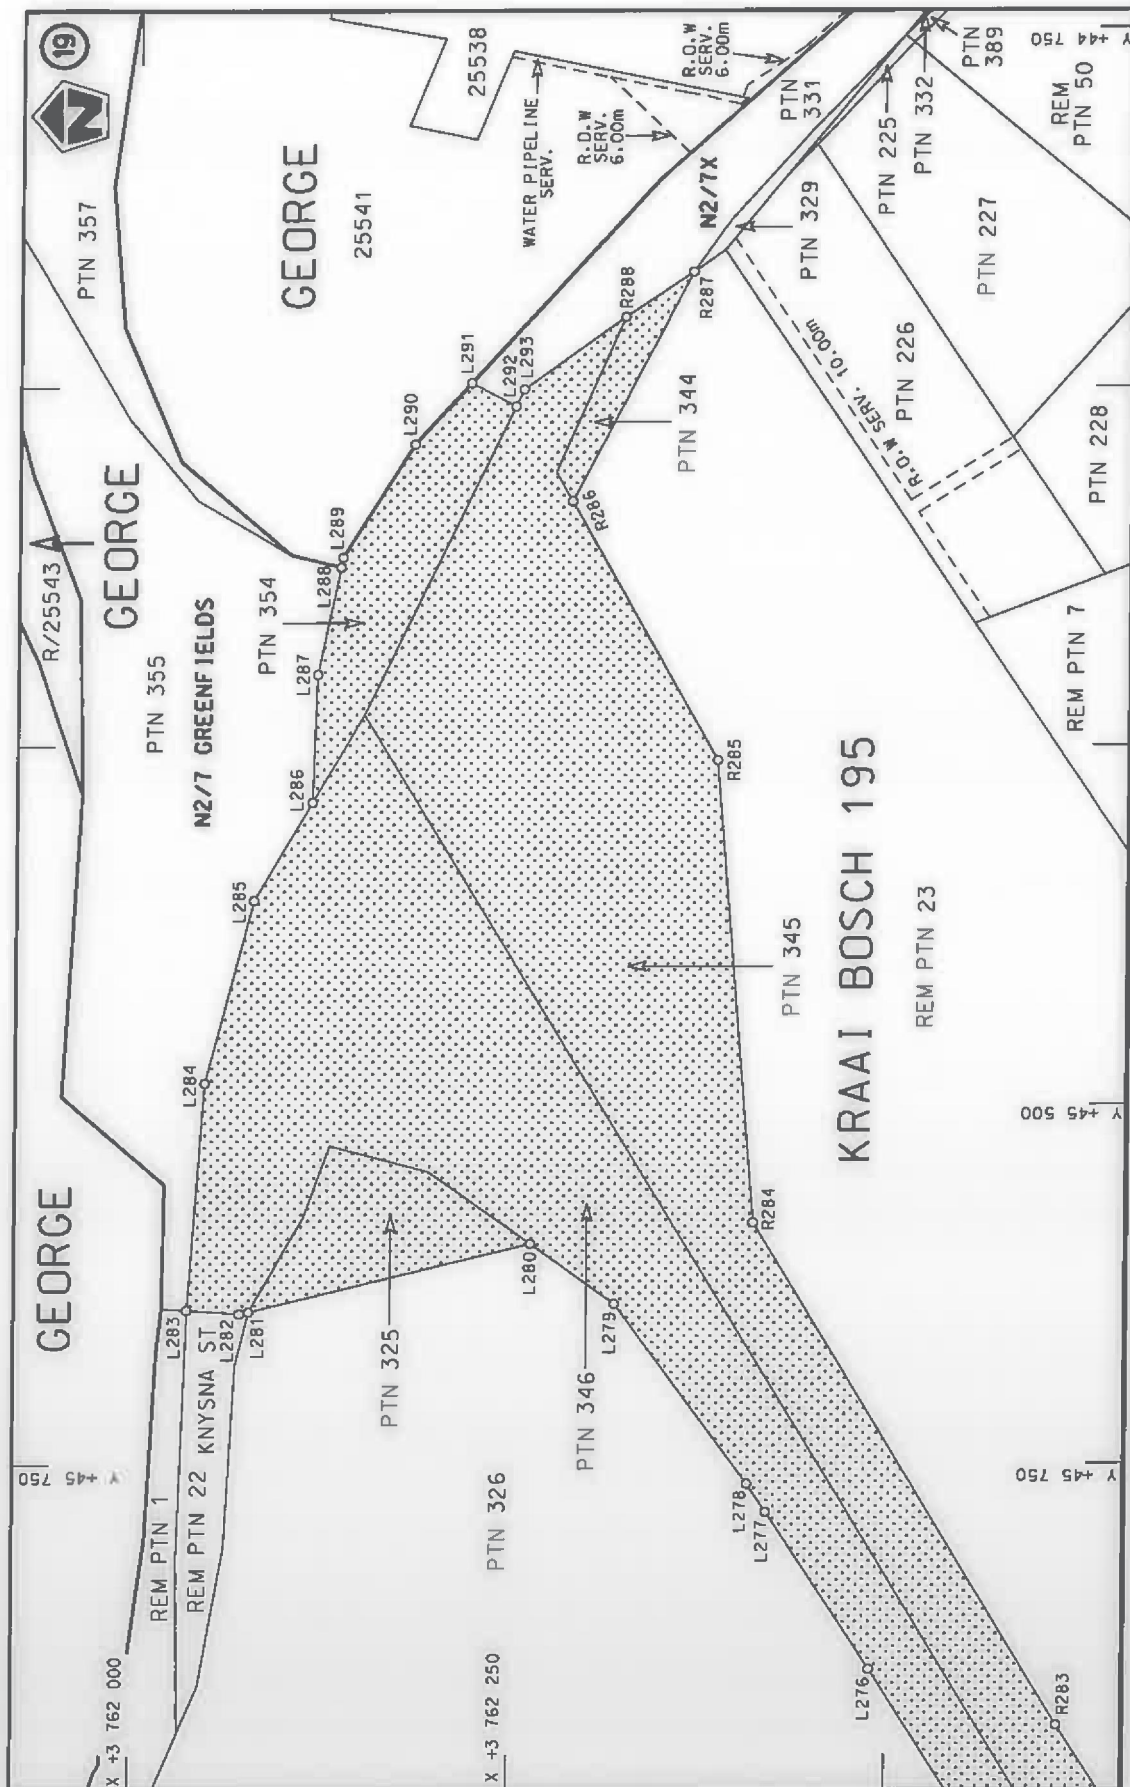 19
N
GEORGE
GEORGE
GEORGE
PTN 357
25541
25538
WATER PIPELINE
SERV.
R.O.W
SERV.
6.00m
R.O.W
SERV.
6.00m
PTN
331
N2/7X
PTN 389
PTN 332
PTN 225
PTN 329
REM
PTN 50
PTN 227
PTN 226
PTN 228
R.O.W SERV. 10.00m
REM PTN 7
R/25543
PTN 355
N2/7 GREENFIELDS
PTN 354
PTN 344
PTN 345
KRAAI BOSCH 195
REM PTN 23
PTN 325
PTN 346
PTN 326
REM PTN 1
REM PTN 22
KNYSNA ST
L276
L277
L278
L279
L280
L281
L282
L283
L284
L285
L286
L287
L288
L289
L290
L291
L292
L293
R283
R284
R285
R286
R287
R288
X +3 762 000
X +3 762 250
Y +45 750
Y +45 750
Y +45 500
Y +44 750